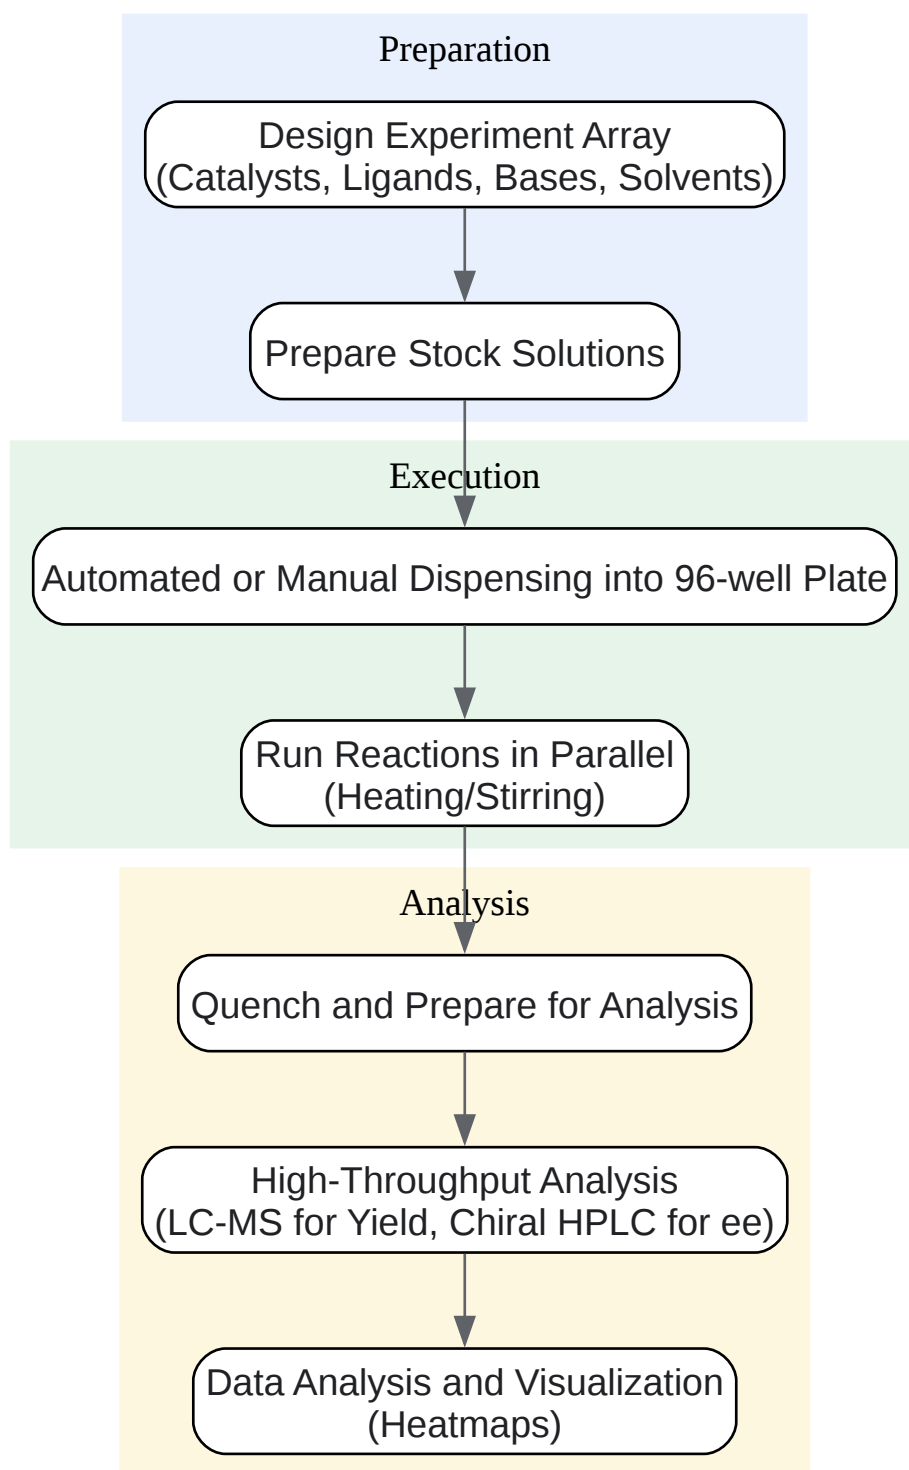 Preparation
Design Experiment Array
(Catalysts, Ligands, Bases, Solvents)
Prepare Stock Solutions
Execution
Automated or Manual Dispensing into 96-well Plate
Run Reactions in Parallel
(Heating/Stirring)
Analysis
Quench and Prepare for Analysis
High-Throughput Analysis
(LC-MS for Yield, Chiral HPLC for ee)
Data Analysis and Visualization
(Heatmaps)